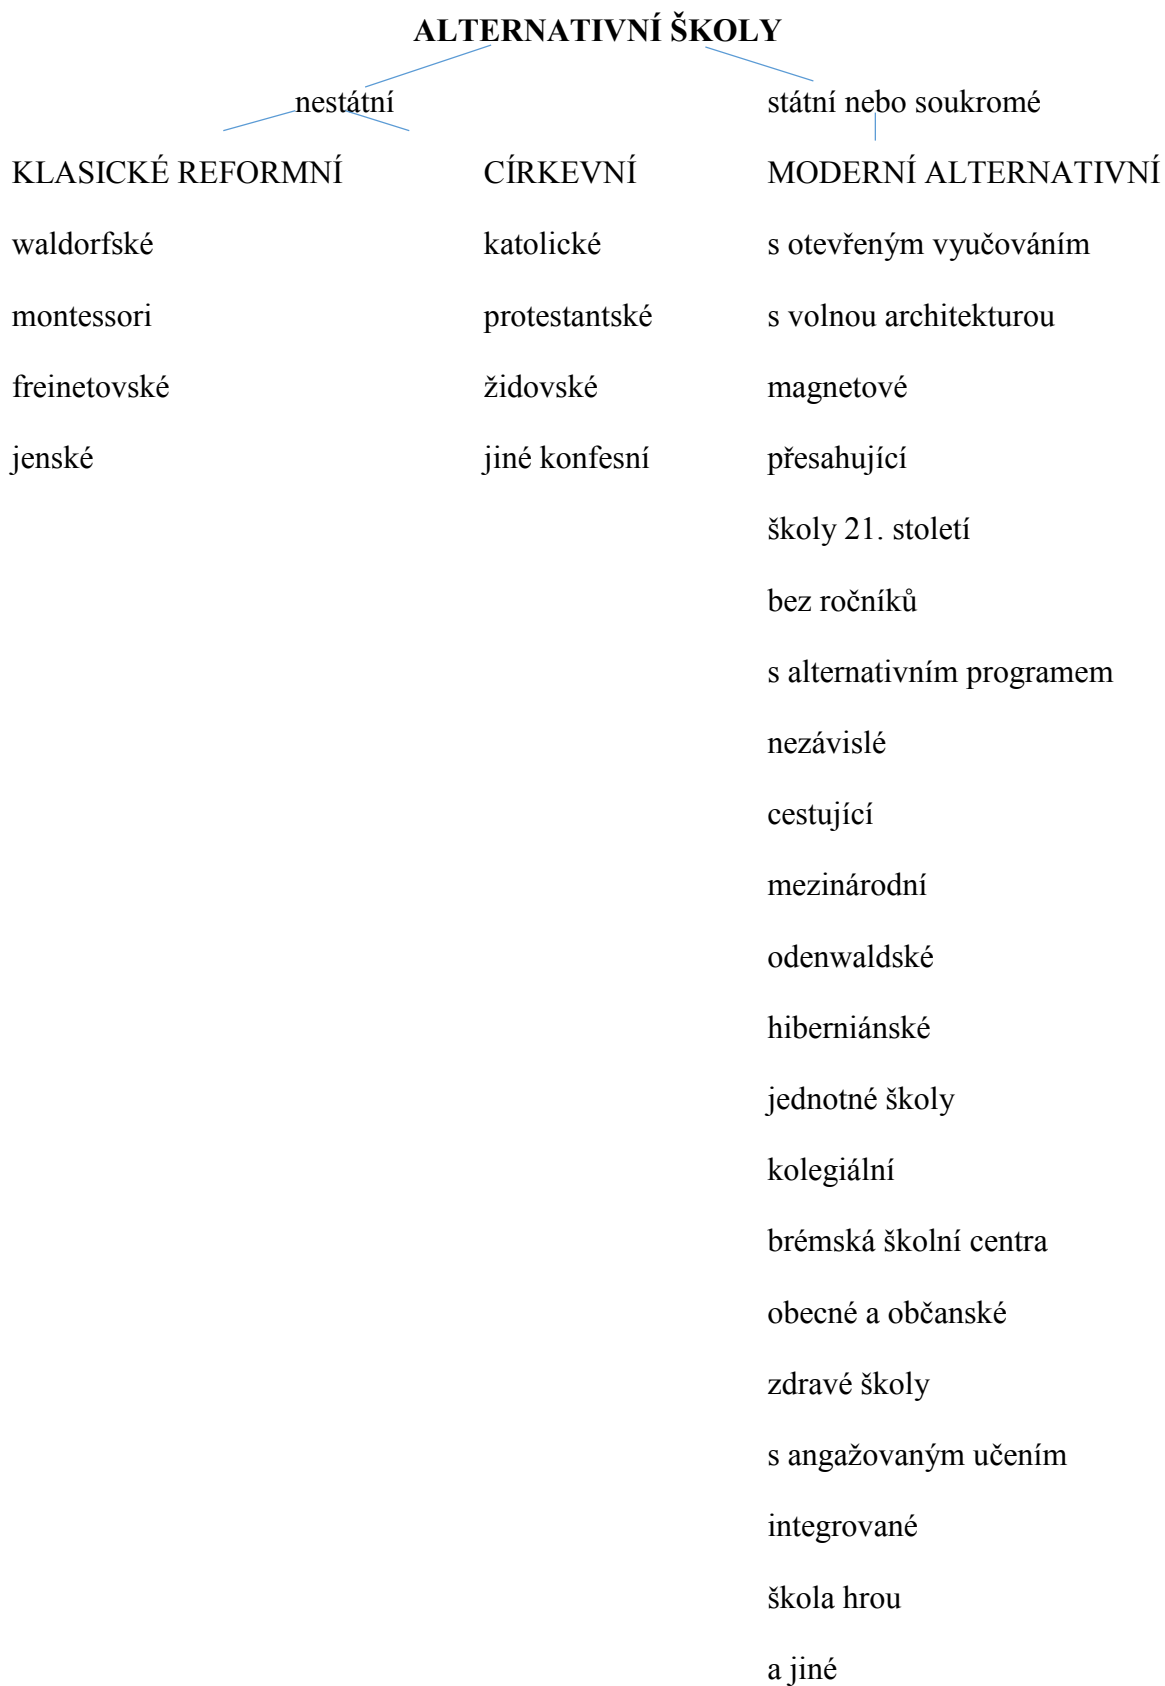 ALTERNATIVNÍ ŠKOLY
nestátní státní nebo soukromé
KLASICKÉ REFORMNÍ CÍRKEVNÍ MODERNÍ ALTERNATIVNÍ
waldorfské katolické s otevřeným vyučováním
montessori protestantské s volnou architekturou
freinetovské židovské magnetové
jenské jiné konfesní přesahující
školy 21. století
bez ročníků
s alternativním programem
nezávislé
cestující
mezinárodní
odenwaldské
hiberniánské
jednotné školy
kolegiální
brémská školní centra
obecné a občanské
zdravé školy
s angažovaným učením
integrované
škola hrou
a jiné